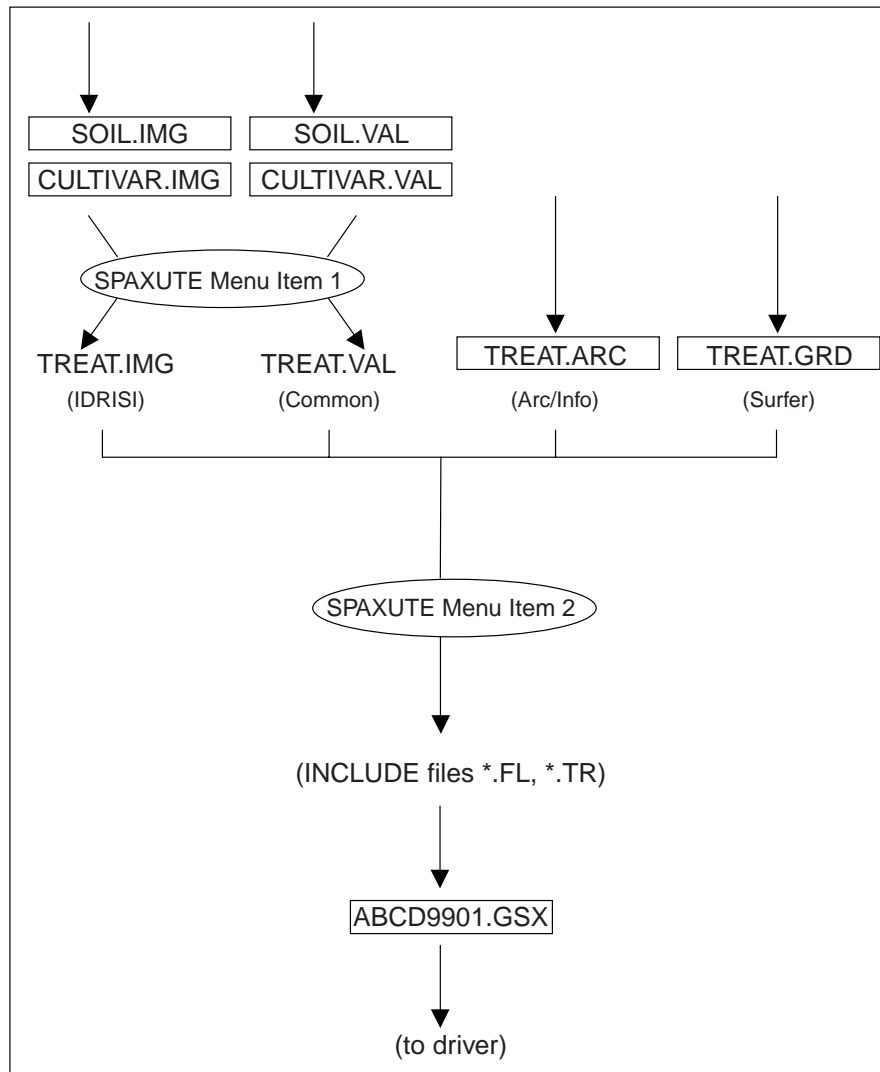 SOIL.IMG
SOIL.VAL
CULTIVAR.IMG
CULTIVAR.VAL
SPAXUTE Menu Item 1
TREAT.IMG
TREAT.VAL
TREAT.ARC
TREAT.GRD
(IDRISI)
(Common)
(Arc/Info)
(Surfer)
SPAXUTE Menu Item 2
(INCLUDE files *.FL, *.TR)
ABCD9901.GSX
(to driver)